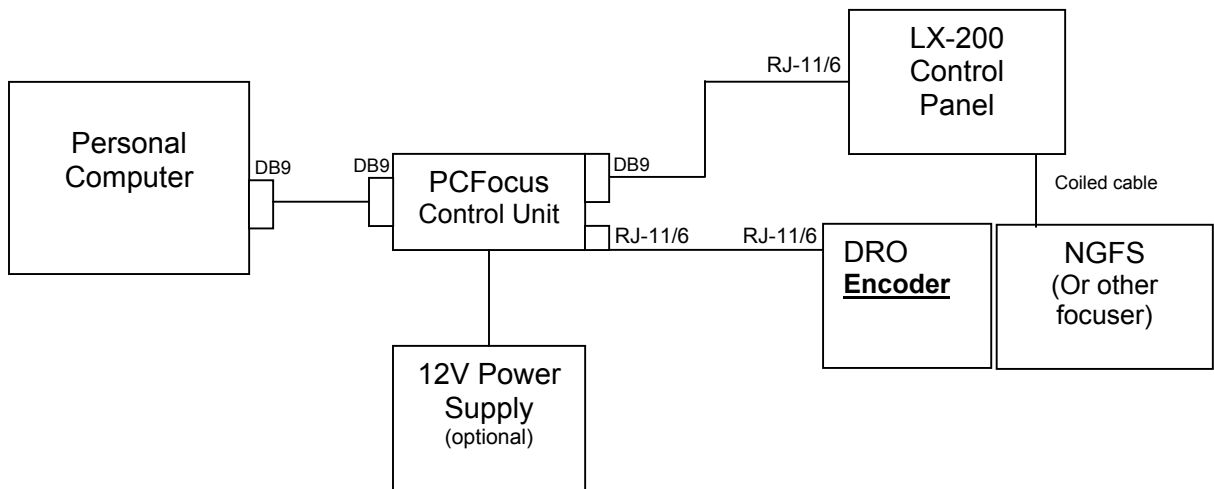 Personal
Computer
DB9
DB9
PCFocus
Control Unit
DB9
RJ-11/6
RJ-11/6
LX-200
Control
Panel
Coiled cable
RJ-11/6
DRO
Encoder
NGFS
(Or other
focuser)
12V Power
Supply
(optional)